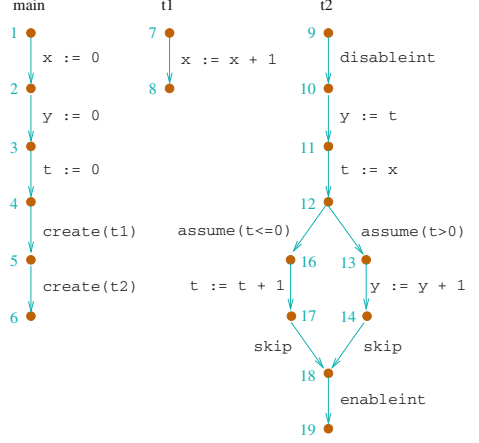 main t1 t2
1 7 9
x := 0 x := x + 1 disableint
2 8 10
y := 0 y := t
3 11
t := 0 t := x
4 12
create(t1) assume(t<=0) assume(t>0)
5 16 13
create(t2) t := t + 1 y := y + 1
6 17 14
skip skip
18
enableint
19